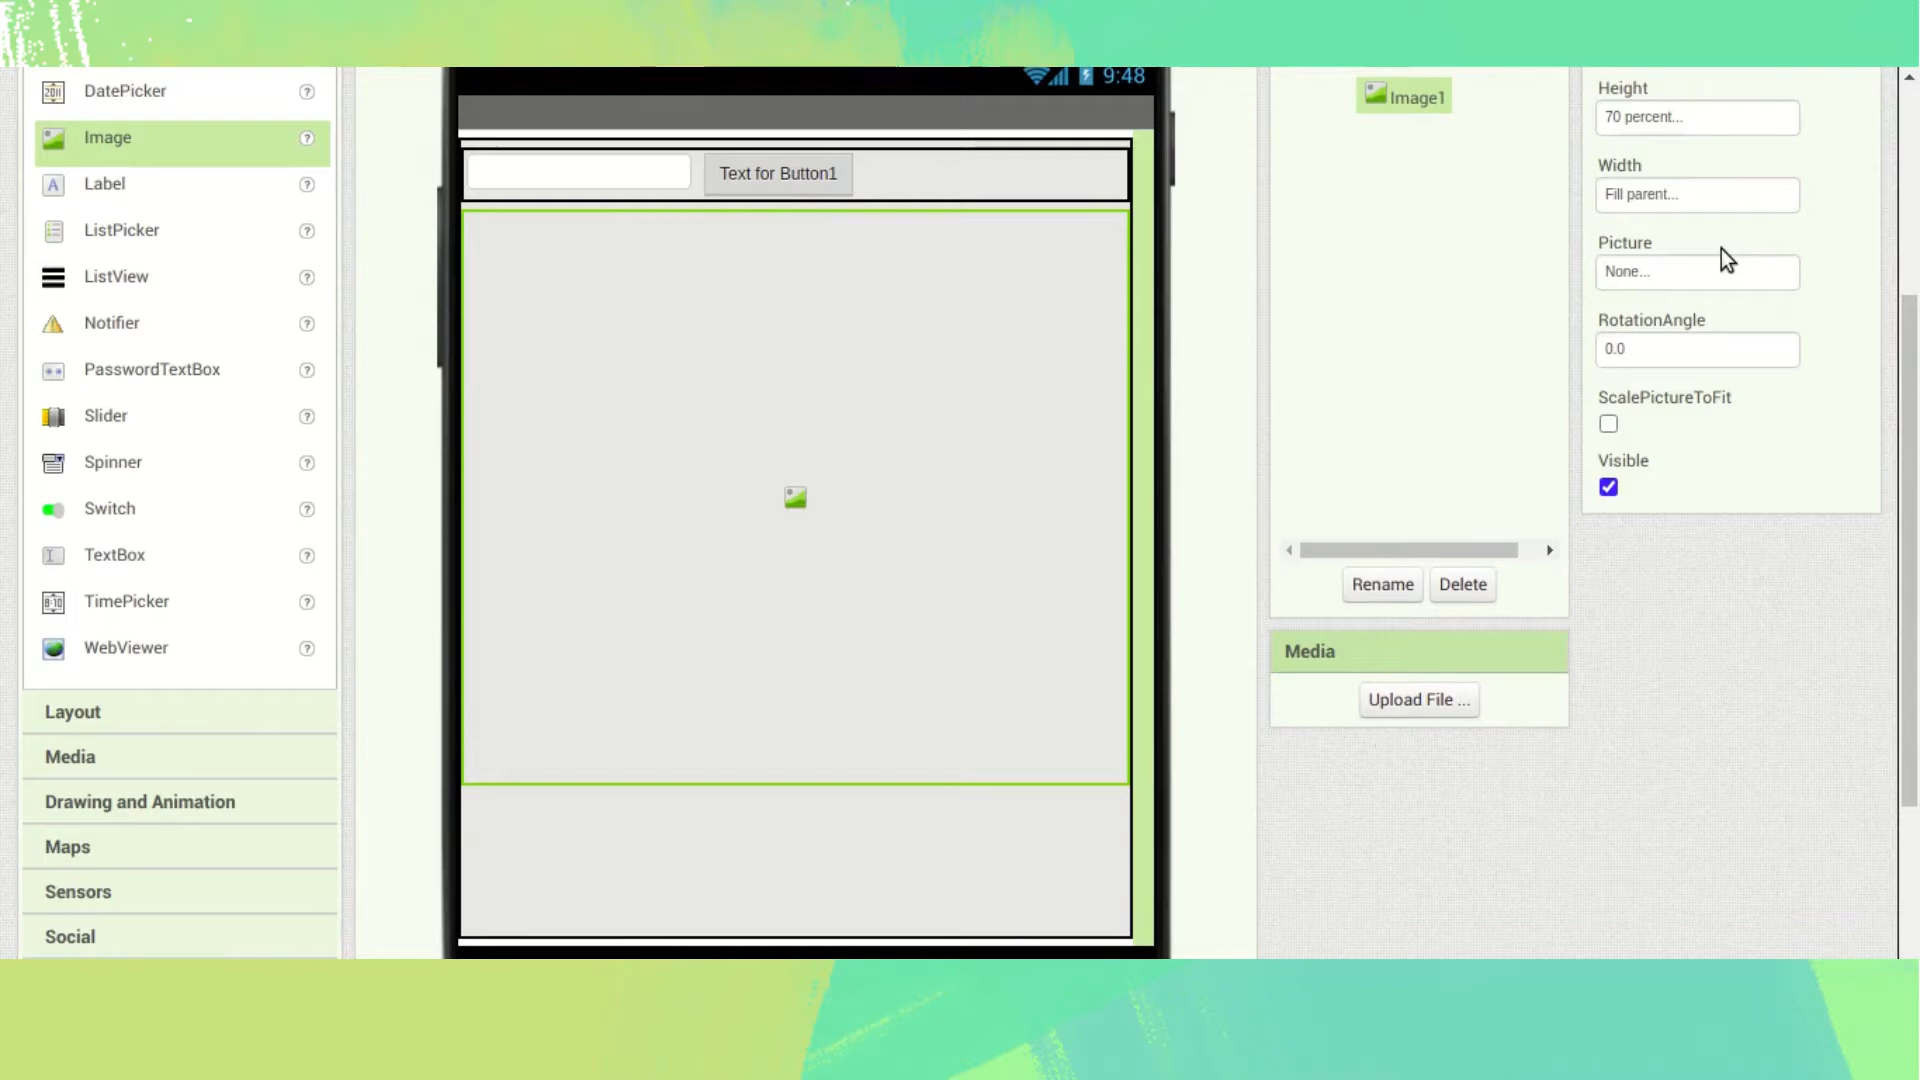 DatePicker
?
Image
?
Label
?
ListPicker
?
ListView
?
Notifier
?
PasswordTextBox
?
Slider
?
Spinner
?
Switch
?
TextBox
?
TimePicker
?
WebViewer
?
Layout
Media
Drawing and Animation
Maps
Sensors
Social
9:48
Text for Button1
Image1
Rename
Delete
Media
Upload File ...
Height
70 percent...
Width
Fill parent...
Picture
None...
RotationAngle
0.0
ScalePictureToFit
Visible